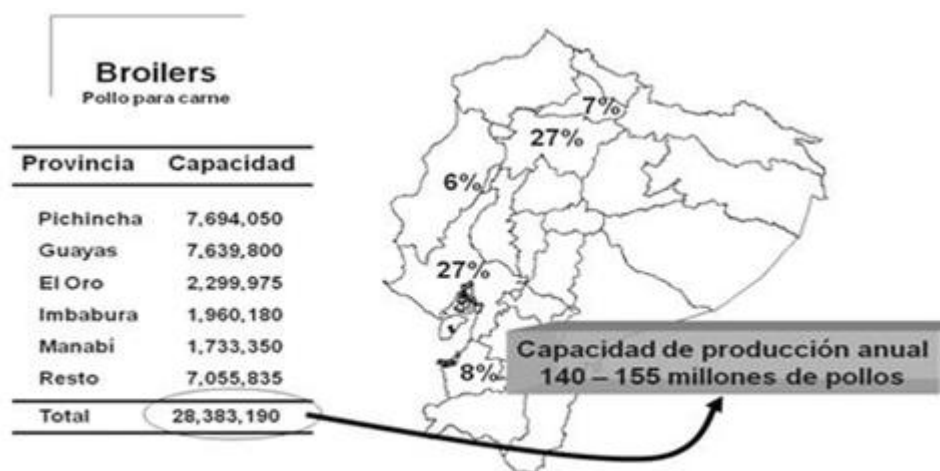 Broilers
Pollo para carne
Provincia Capacidad
Pichincha 7,694,050
Guayas 7,639,800
El Oro 2,299,975
Imbabura 1,960,180
Manabí 1,733,350
Resto 7,055,835
Total 28,383,190
7%
27%
6%
27%
8%
Capacidad de producción anual
140 – 155 millones de pollos